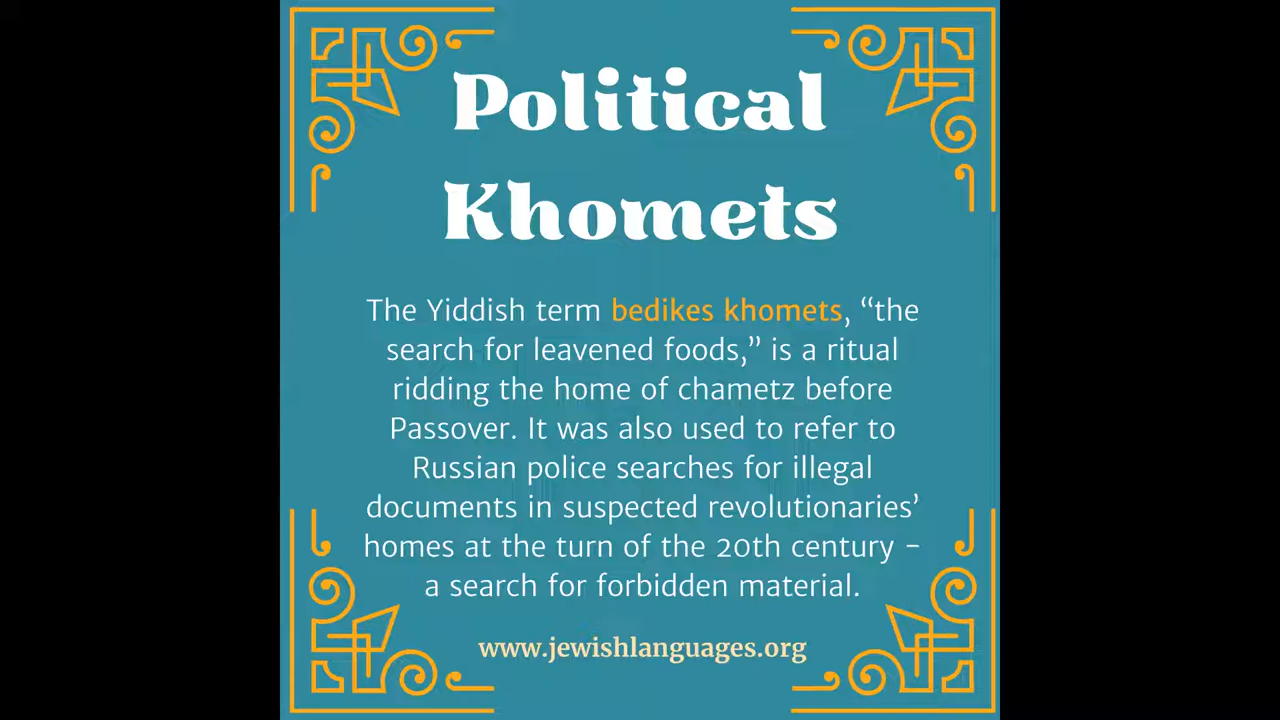 Political
Khomets
The Yiddish term bedikes khomets, “the
search for leavened foods,” is a ritual
ridding the home of chametz before
Passover. It was also used to refer to
Russian police searches for illegal
documents in suspected revolutionaries’
homes at the turn of the 20th century –
a search for forbidden material.
www.jewishlanguages.org